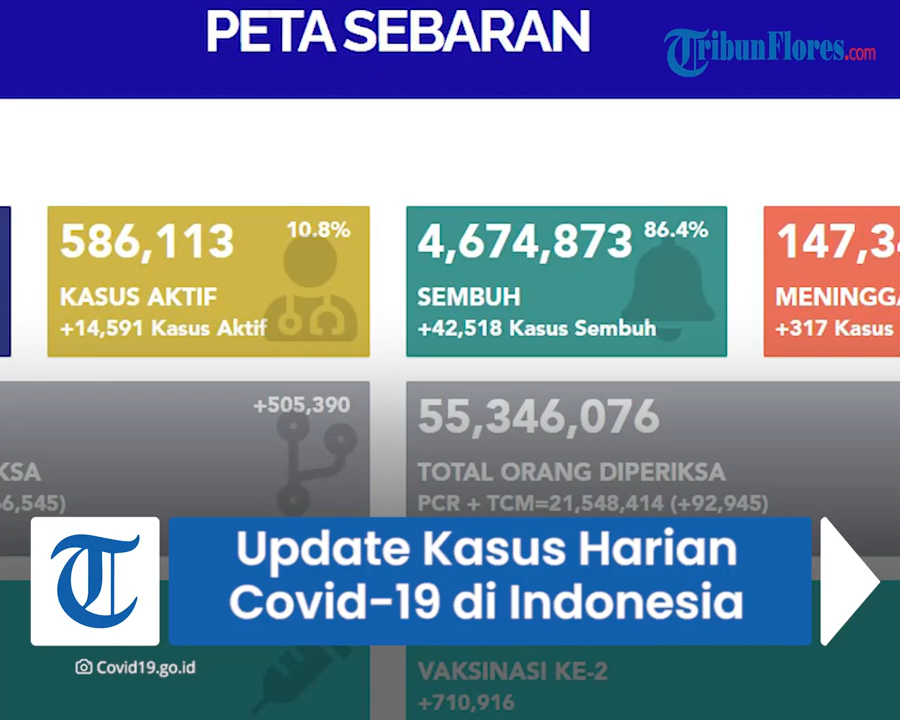 PETA SEBARAN
TribunFlores.com
586,113 10.8%
KASUS AKTIF
+14,591 Kasus Aktif
4,674,873 86.4%
SEMBUH
+42,518 Kasus Sembuh
147,34
MENINGGA
+317 Kasus
+505,390
KSA
6,545)
55,346,076
TOTAL ORANG DIPERIKSA
PCR + TCM=21,548,414 (+92,945)
T
Update Kasus Harian
Covid-19 di Indonesia
Covid19.go.id
VAKSINASI KE-2
+710,916